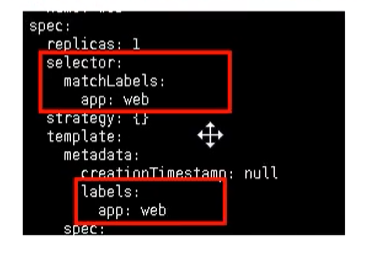 spec:
  replicas: 1
  selector:
    matchLabels:
      app: web
  strategy: {}
  template:
    metadata:
      creationTimestamp: null
      labels:
        app: web
    spec: